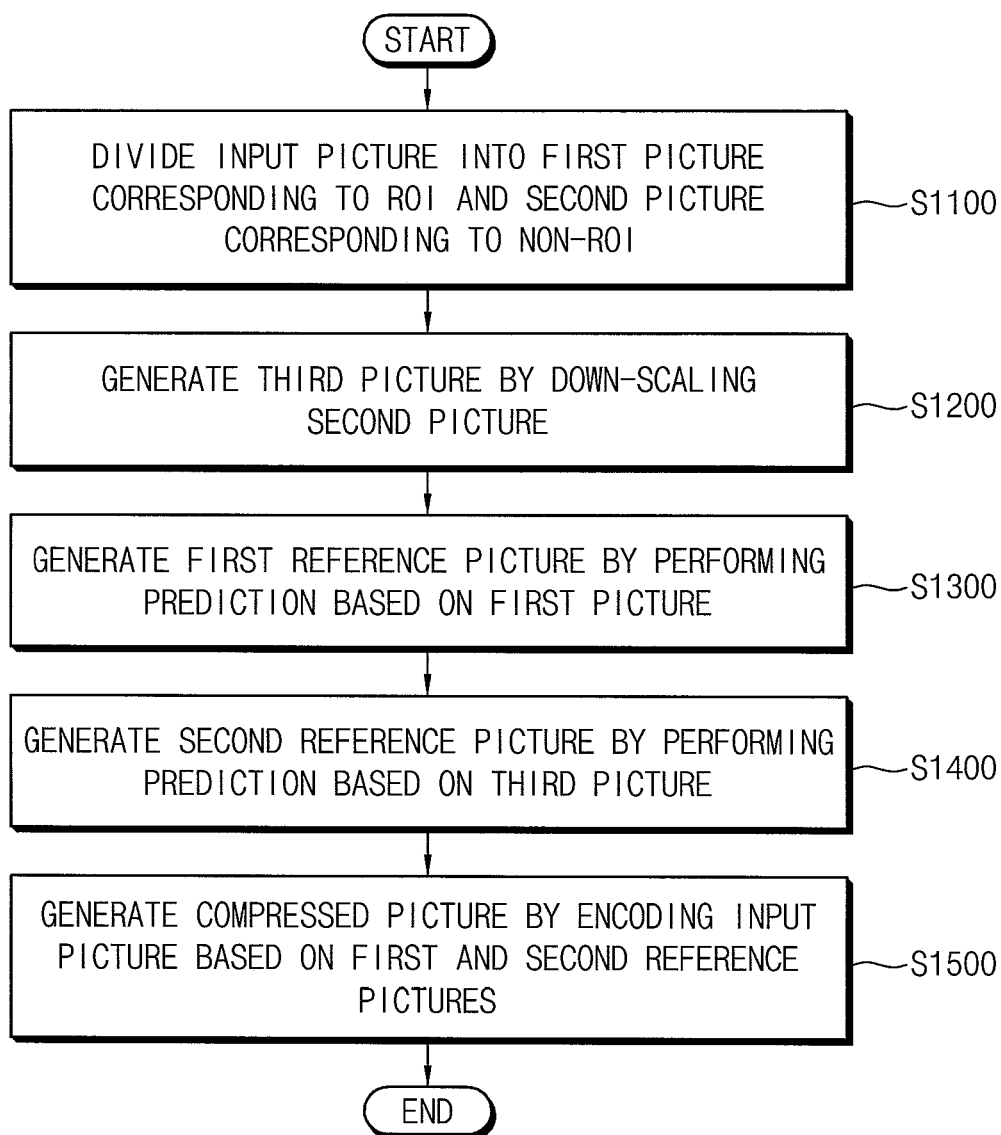 START
DIVIDE INPUT PICTURE INTO FIRST PICTURE
CORRESPONDING TO ROI AND SECOND PICTURE
CORRESPONDING TO NON-ROI
S1100
GENERATE THIRD PICTURE BY DOWN-SCALING
SECOND PICTURE
S1200
GENERATE FIRST REFERENCE PICTURE BY PERFORMING
PREDICTION BASED ON FIRST PICTURE
S1300
GENERATE SECOND REFERENCE PICTURE BY PERFORMING
PREDICTION BASED ON THIRD PICTURE
S1400
GENERATE COMPRESSED PICTURE BY ENCODING INPUT
PICTURE BASED ON FIRST AND SECOND REFERENCE
PICTURES
S1500
END